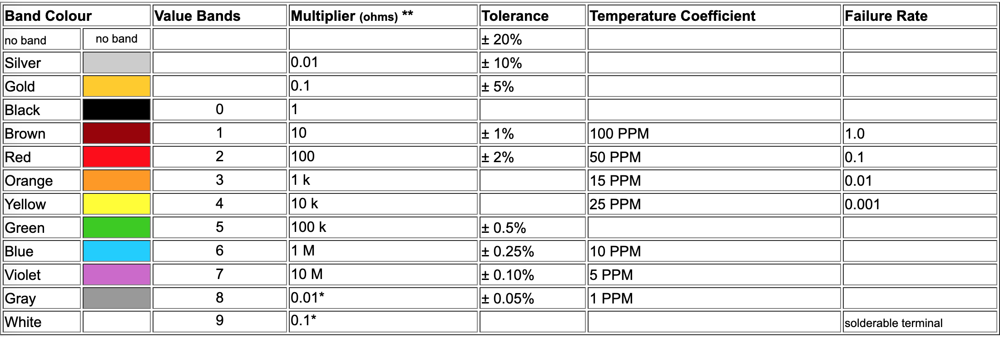 Band Colour Value Bands Multiplier (ohms) ** Tolerance Temperature Coefficient Failure Rate
no band no band ± 20%
Silver 0.01 ± 10%
Gold 0.1 ± 5%
Black 0 1
Brown 1 10 ± 1% 100 PPM 1.0
Red 2 100 ± 2% 50 PPM 0.1
Orange 3 1 k 15 PPM 0.01
Yellow 4 10 k 25 PPM 0.001
Green 5 100 k ± 0.5%
Blue 6 1 M ± 0.25% 10 PPM
Violet 7 10 M ± 0.10% 5 PPM
Gray 8 0.01* ± 0.05% 1 PPM
White 9 0.1* solderable terminal